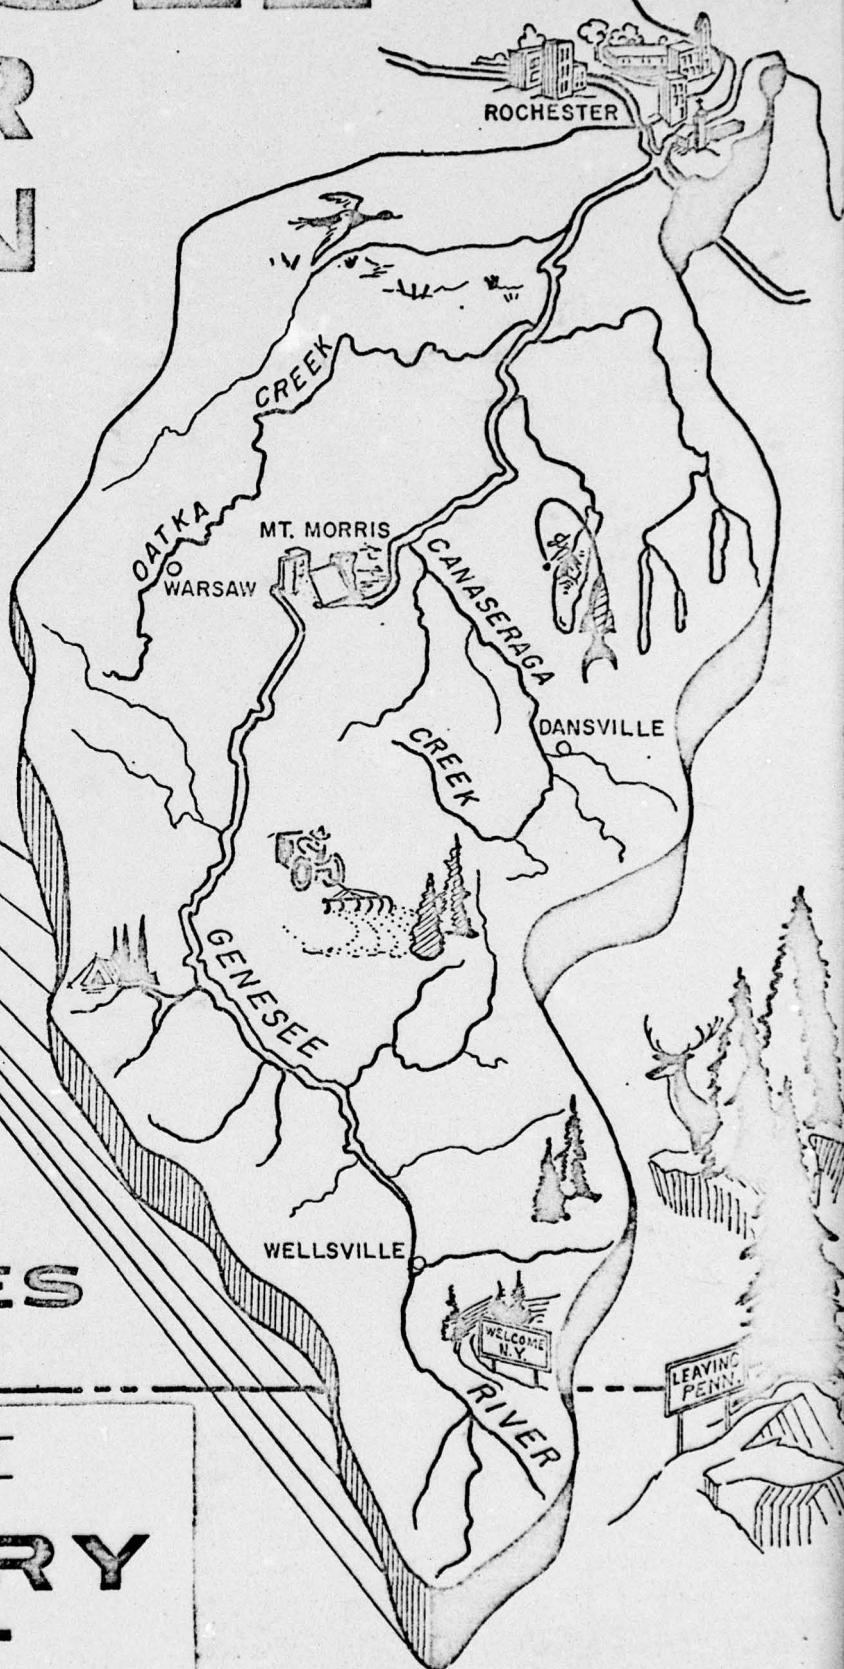 R
N
ROCHESTER
OATKA CREEK
MT. MORRIS
WARSAW
CANASERAGA CREEK
DANSVILLE
GENESEE RIVER
WELLSVILLE
WELCOME
N.Y.
LEAVING
PENN.
ES
RY